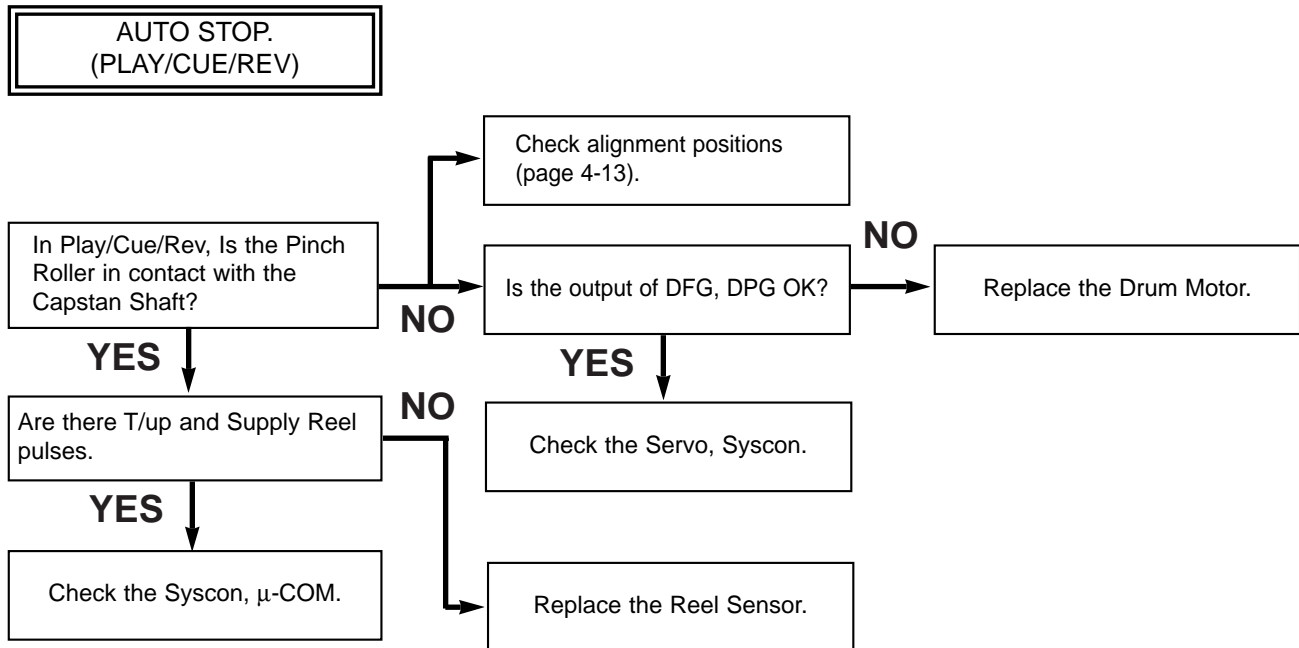 AUTO STOP.
(PLAY/CUE/REV)
Check alignment positions
(page 4-13).
In Play/Cue/Rev, Is the Pinch
Roller in contact with the
Capstan Shaft?
NO
Is the output of DFG, DPG OK?
NO
Replace the Drum Motor.
YES
YES
Are there T/up and Supply Reel
pulses.
NO
Check the Servo, Syscon.
YES
Check the Syscon, μ-COM.
Replace the Reel Sensor.